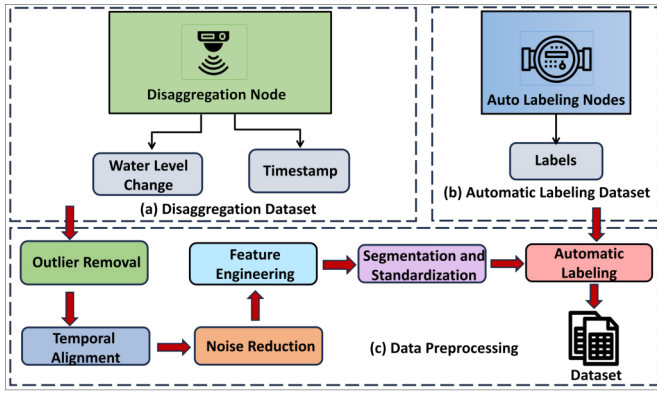 Disaggregation Node
Water Level
Change
Timestamp
(a) Disaggregation Dataset
Auto Labeling Nodes
Labels
(b) Automatic Labeling Dataset
Outlier Removal
Temporal
Alignment
Noise Reduction
Feature
Engineering
Segmentation and
Standardization
Automatic
Labeling
Dataset
(c) Data Preprocessing